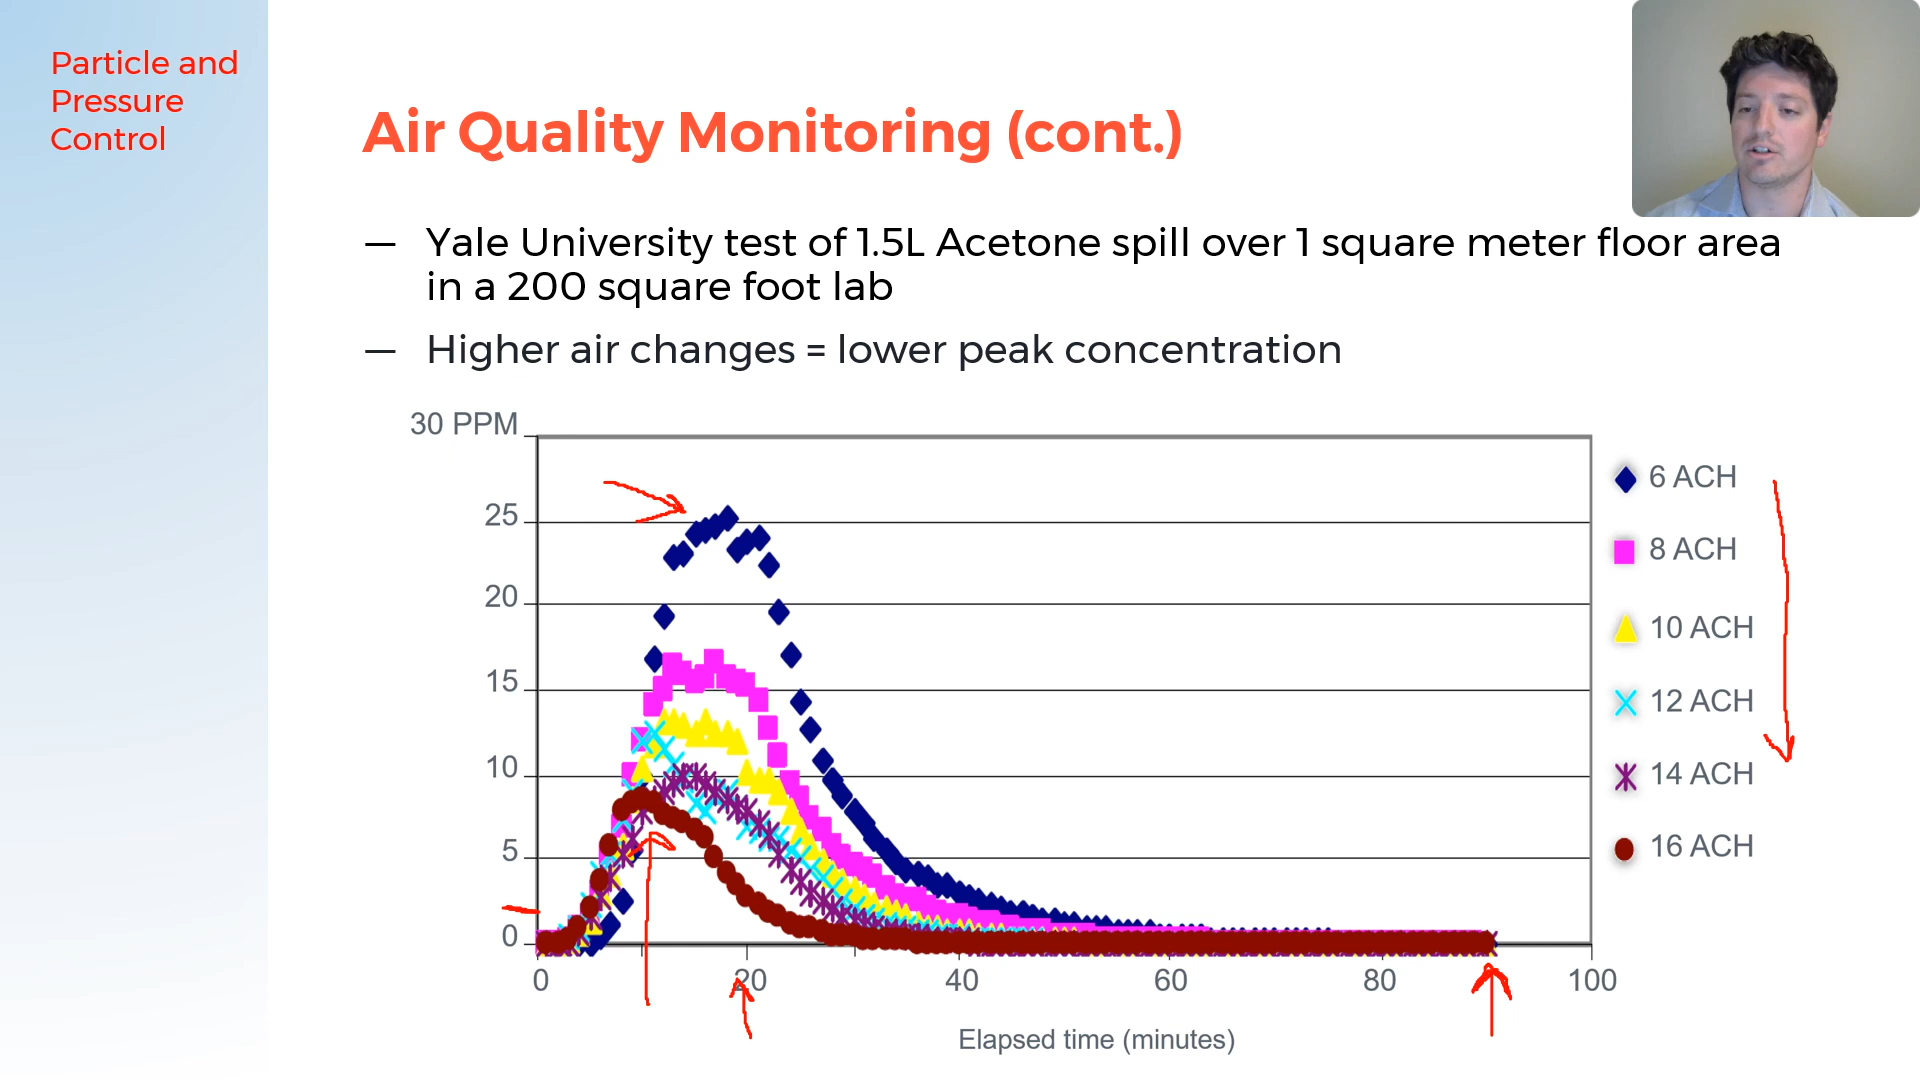 Particle and
Pressure
Control
Air Quality Monitoring (cont.)
— Yale University test of 1.5L Acetone spill over 1 square meter floor area
in a 200 square foot lab
— Higher air changes = lower peak concentration
30 PPM
25
20
15
10
5
0
0 20 40 60 80 100
Elapsed time (minutes)
6 ACH
8 ACH
10 ACH
12 ACH
14 ACH
16 ACH